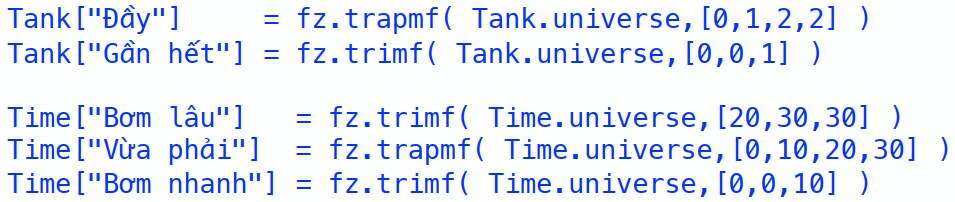 Tank["Đầy"]     = fz.trapmf( Tank.universe,[0,1,2,2] )
Tank["Gần hết"] = fz.trimf( Tank.universe,[0,0,1] )
Time["Bơm lâu"]   = fz.trimf( Time.universe,[20,30,30] )
Time["Vừa phải"]  = fz.trapmf( Time.universe,[0,10,20,30] )
Time["Bơm nhanh"] = fz.trimf( Time.universe,[0,0,10] )